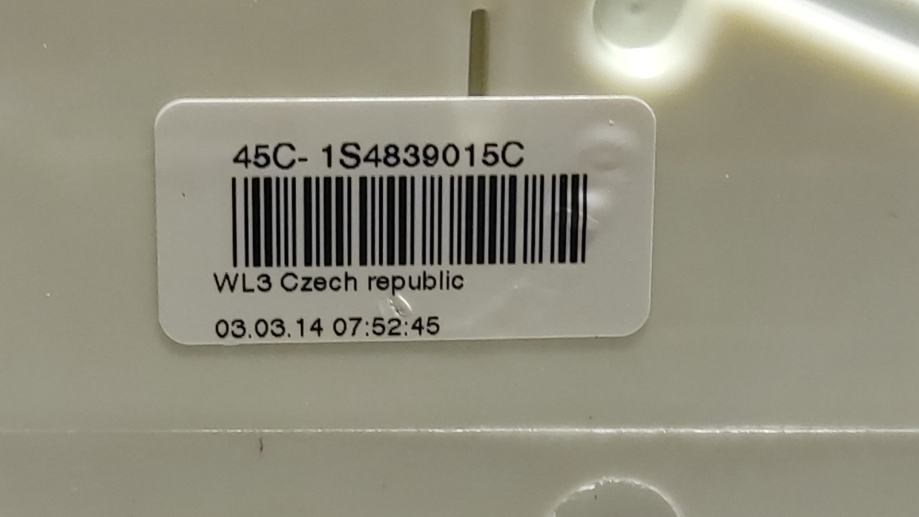 45C- 1S4839015C
WL3 Czech republic
03.03.14 07:52:45